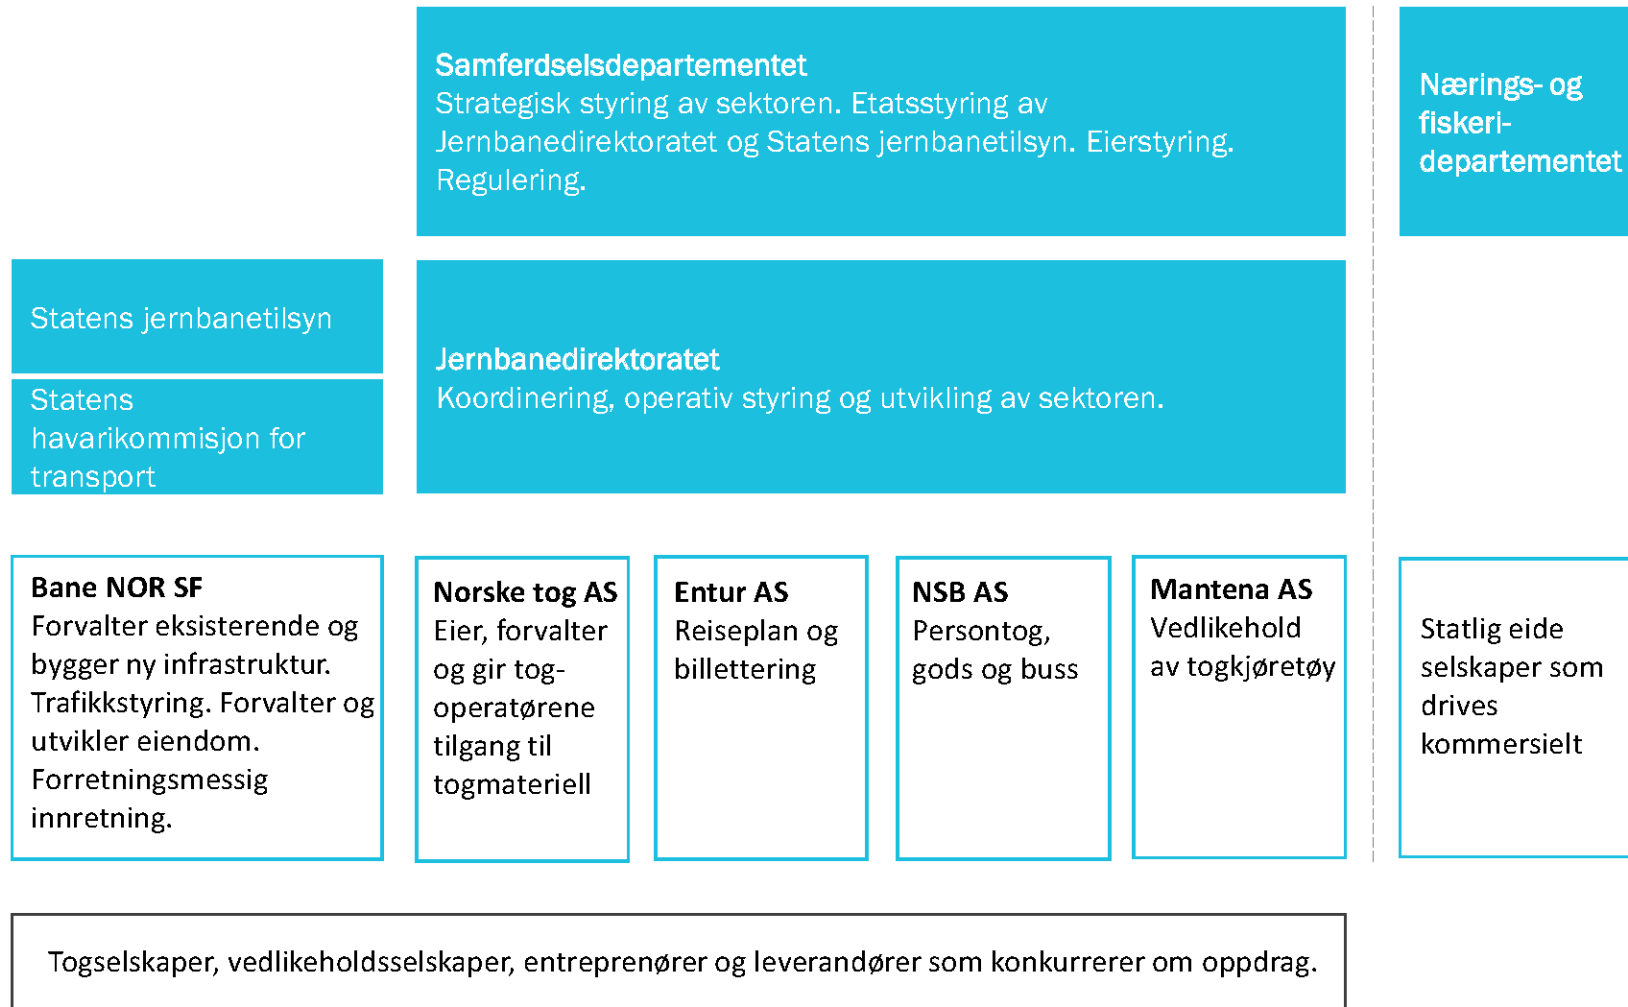 Samferdselsdepartementet
Strategisk styring av sektoren. Etatsstyring av
Jernbanedirektoratet og Statens jernbanetilsyn. Eierstyring.
Regulering.
Nærings- og
fiskeri-
departementet
Statens jernbanetilsyn
Statens
havarikommisjon for
transport
Jernbanedirektoratet
Koordinering, operativ styring og utvikling av sektoren.
Bane NOR SF
Forvalter eksisterende og
bygger ny infrastruktur.
Trafikkstyring. Forvalter og
utvikler eiendom.
Forretningsmessig
innretning.
Norske tog AS
Eier, forvalter
og gir tog-
operatørene
tilgang til
togmateriell
Entur AS
Reiseplan og
billettering
NSB AS
Persontog,
gods og buss
Mantena AS
Vedlikehold
av togkjøretøy
Statlig eide
selskaper som
drives
kommersielt
Togselskaper, vedlikeholdsselskaper, entreprenører og leverandører som konkurrerer om oppdrag.